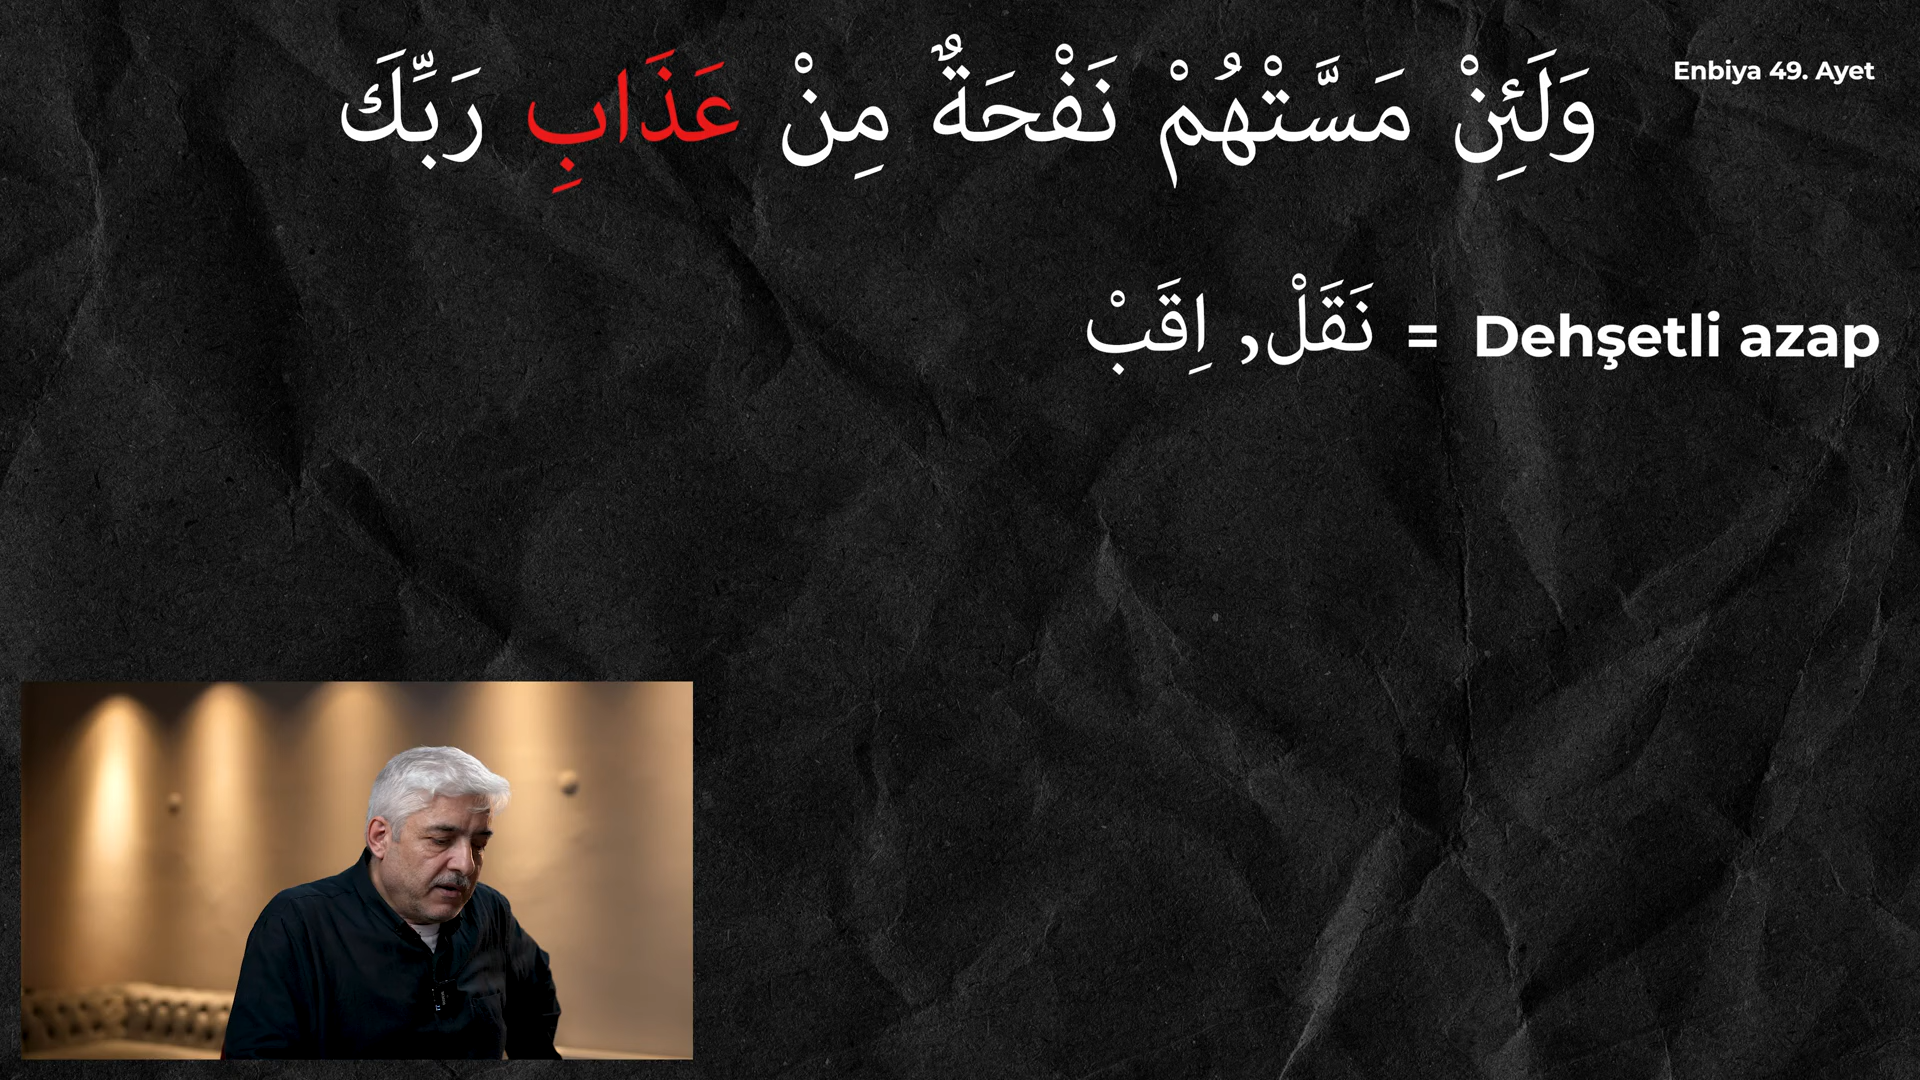 وَلَئِنْ مَسَّتْهُمْ نَفْحَةٌ مِنْ عَذَابِ رَبِّكَ
Enbiya 49. Ayet
نَقَلْ, اِقَبْ = Dehşetli azap